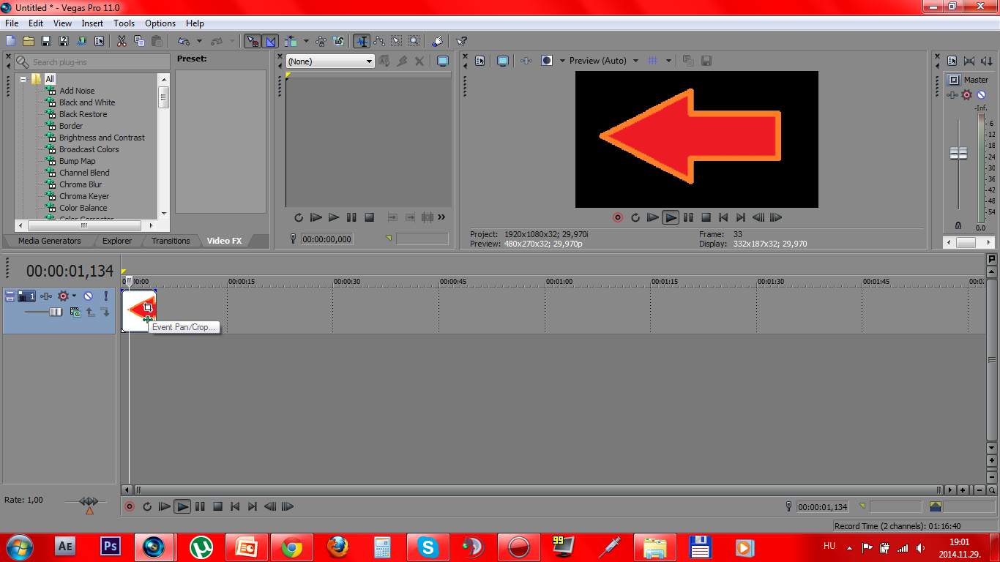 Untitled * - Vegas Pro 11.0
File Edit View Insert Tools Options Help
Search plug-ins
Preset:
All
Add Noise
Black and White
Black Restore
Border
Brightness and Contrast
Broadcast Colors
Bump Map
Channel Blend
Chroma Blur
Chroma Keyer
Color Balance
Color Corrector
Media Generators Explorer Transitions Video FX
(None)
00:00:00,000
Preview (Auto)
Project: 1920x1080x32; 29,970i Frame: 33
Preview: 480x270x32; 29,970p Display: 332x187x32; 29,970
Master
-Inf.
6
12
18
24
30
36
42
48
54
0,0
00:00:01,134
00:00:15 00:00:30 00:00:45 00:01:00 00:01:15 00:01:30 00:01:45
1
Event Pan/Crop...
Rate: 1,00
00:00:01,134
Record Time (2 channels): 01:16:40
Ae Ps 99
HU
19:01
2014.11.29.